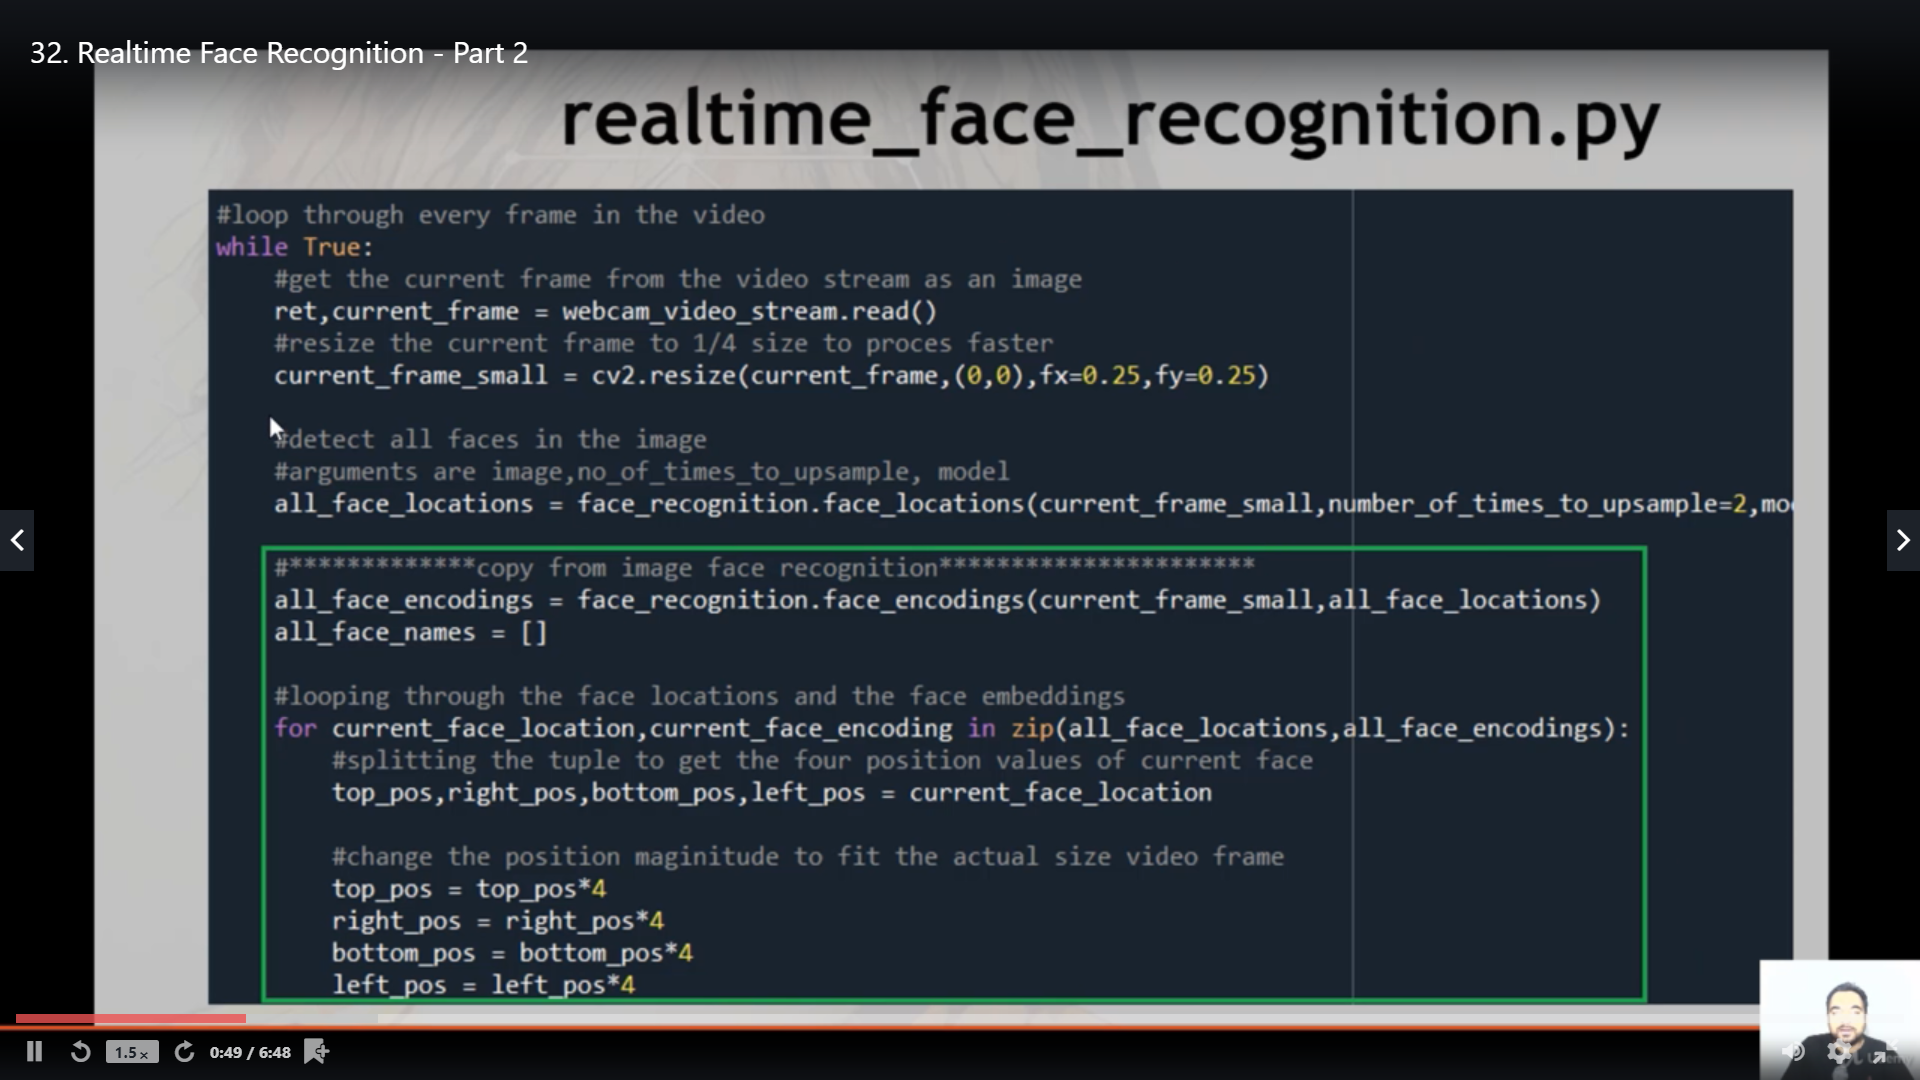 32. Realtime Face Recognition - Part 2
realtime_face_recognition.py
#loop through every frame in the video
while True:
    #get the current frame from the video stream as an image
    ret,current_frame = webcam_video_stream.read()
    #resize the current frame to 1/4 size to proces faster
    current_frame_small = cv2.resize(current_frame,(0,0),fx=0.25,fy=0.25)
    #detect all faces in the image
    #arguments are image,no_of_times_to_upsample, model
    all_face_locations = face_recognition.face_locations(current_frame_small,number_of_times_to_upsample=2,mo
    #*************copy from image face recognition**********************
    all_face_encodings = face_recognition.face_encodings(current_frame_small,all_face_locations)
    all_face_names = []
    #looping through the face locations and the face embeddings
    for current_face_location,current_face_encoding in zip(all_face_locations,all_face_encodings):
        #splitting the tuple to get the four position values of current face
        top_pos,right_pos,bottom_pos,left_pos = current_face_location
        #change the position maginitude to fit the actual size video frame
        top_pos = top_pos*4
        right_pos = right_pos*4
        bottom_pos = bottom_pos*4
        left_pos = left_pos*4
1.5x
0:49 / 6:48